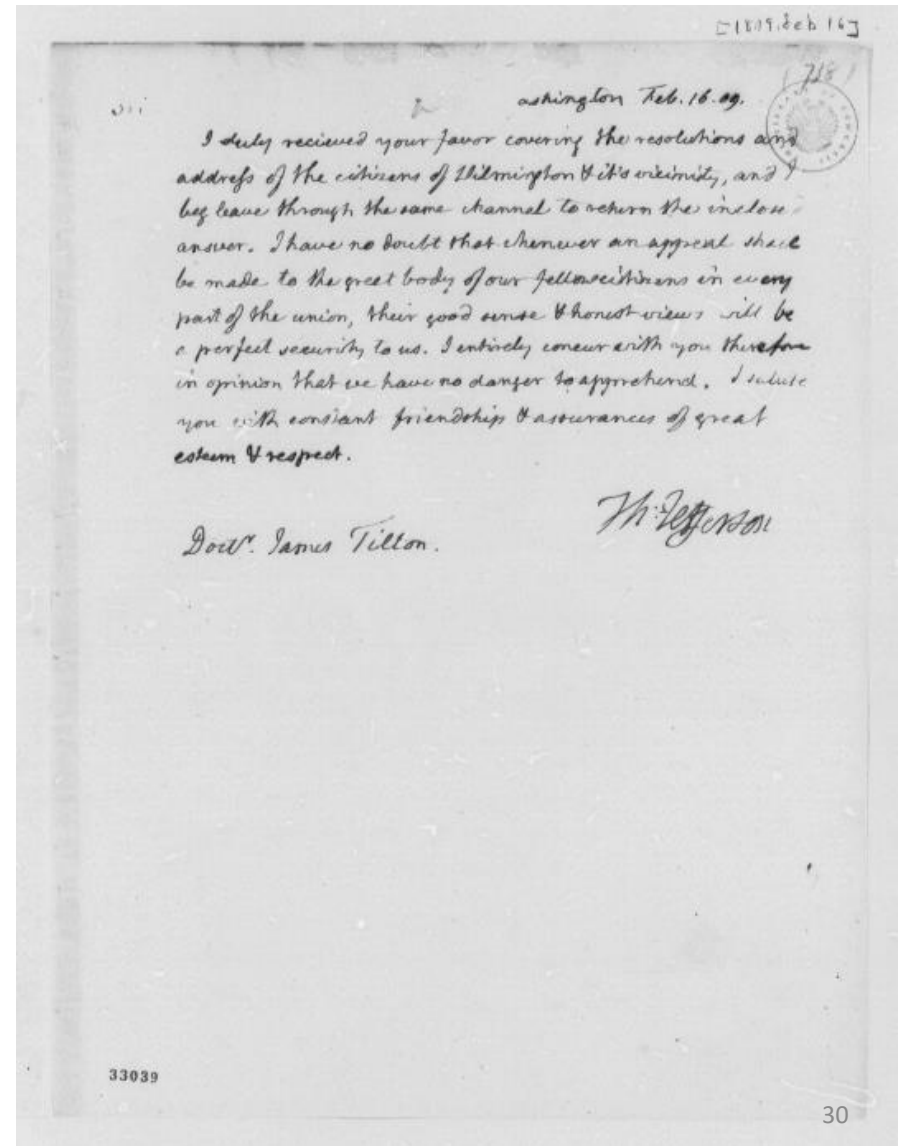 [1809. Feb 16]
718
ashington Feb. 16. 09.
I duly recieved your favor covering the resolutions and
address of the citizens of Wilmington & it's vicinity, and I
beg leave through the same channel to return the inclose
answer. I have no doubt that whenever an appeal shall
be made to the great body of our fellow citizens in every
part of the union, their good sense & honest views will be
a perfect security to us. I entirely concur with you therefore
in opinion that we have no danger to apprehend. I salute
you with constant friendship & assurances of great
esteem & respect.
Th: Jefferson
Doctr. James Tilton.
33039
30